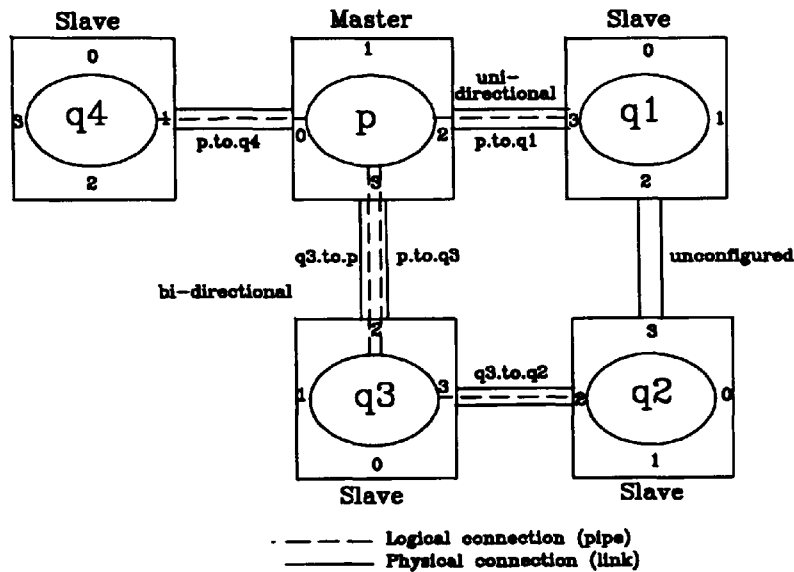 Slave
Master
Slave
0
1
0
uni-
directional
q4
p
q1
3
1
0
2
3
1
p.to.q4
p.to.q1
2
3
2
q3.to.p
p.to.q3
unconfigured
bi-directional
2
3
q3.to.q2
1
q3
3
2
q2
0
0
1
Slave
Slave
Logical connection (pipe)
Physical connection (link)